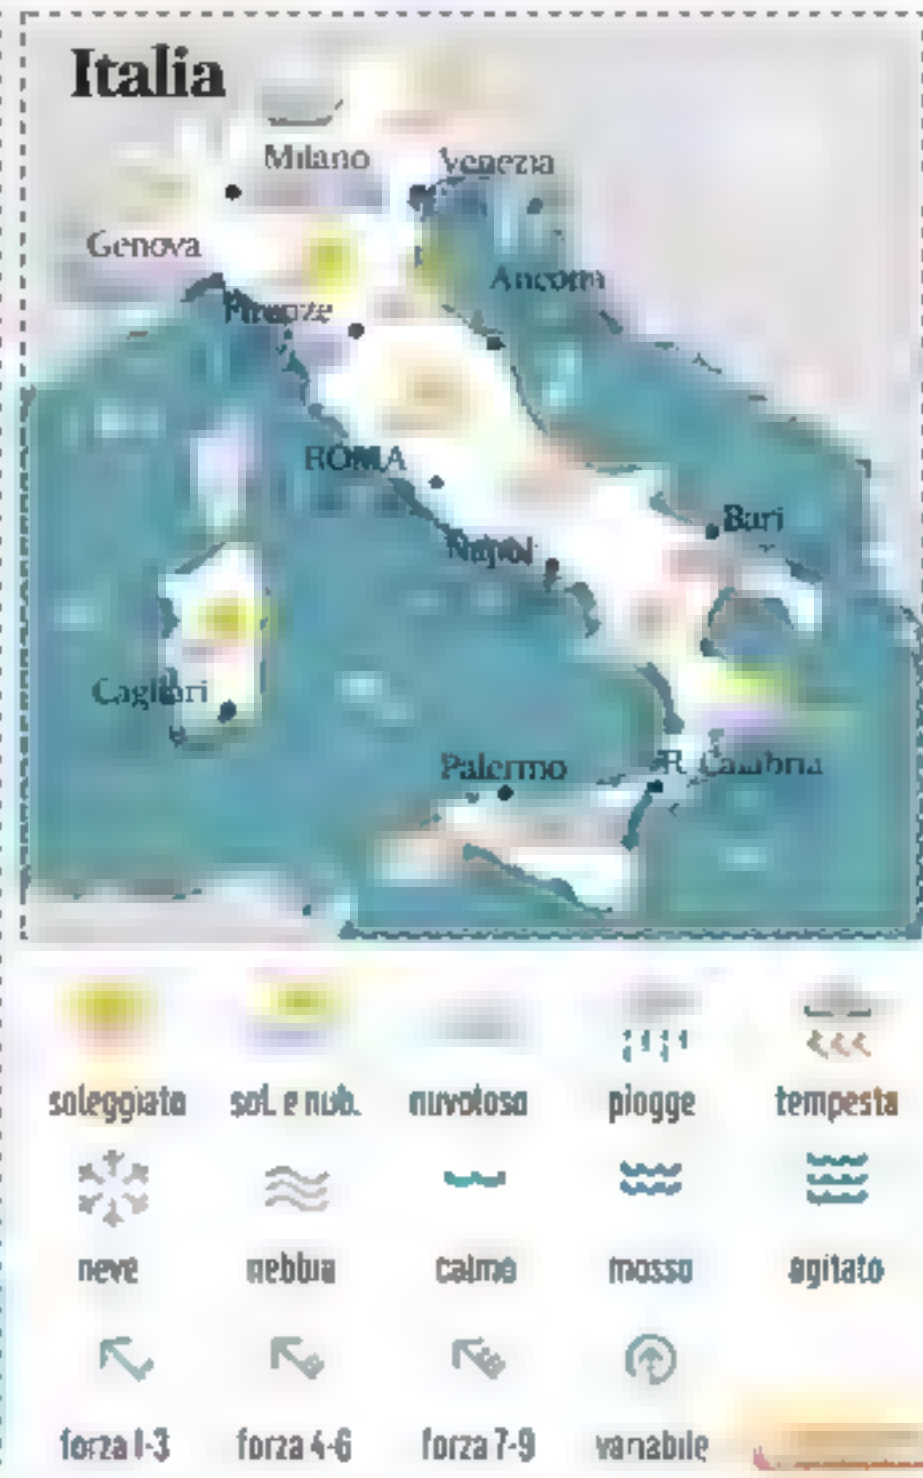 Italia
Milano
Venezia
Genova
Ancona
Firenze
ROMA
Bari
Napoli
Cagliari
Palermo
R. Calabria
soleggiato sol. e nub. nuvoloso piogge tempesta
neve nebbia calmo mosso agitato
forza 1-3 forza 4-6 forza 7-9 variabile